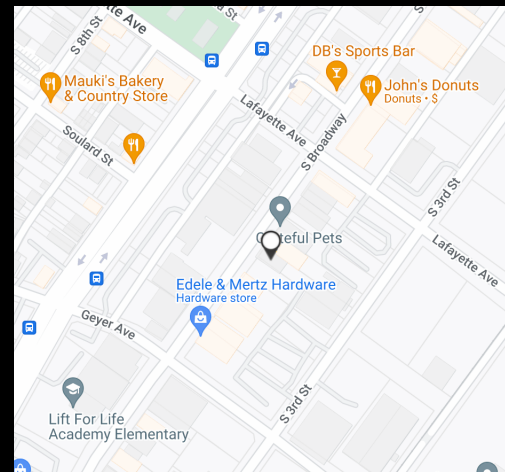 S 8th St
DB's Sports Bar
Mauki's Bakery
& Country Store
John's Donuts
Donuts • $
Lafayette Ave
Soulard St
S Broadway
S 3rd St
Pets
Lafayette Ave
Edele & Mertz Hardware
Hardware store
Geyer Ave
S 3rd St
Lift For Life
Academy Elementary